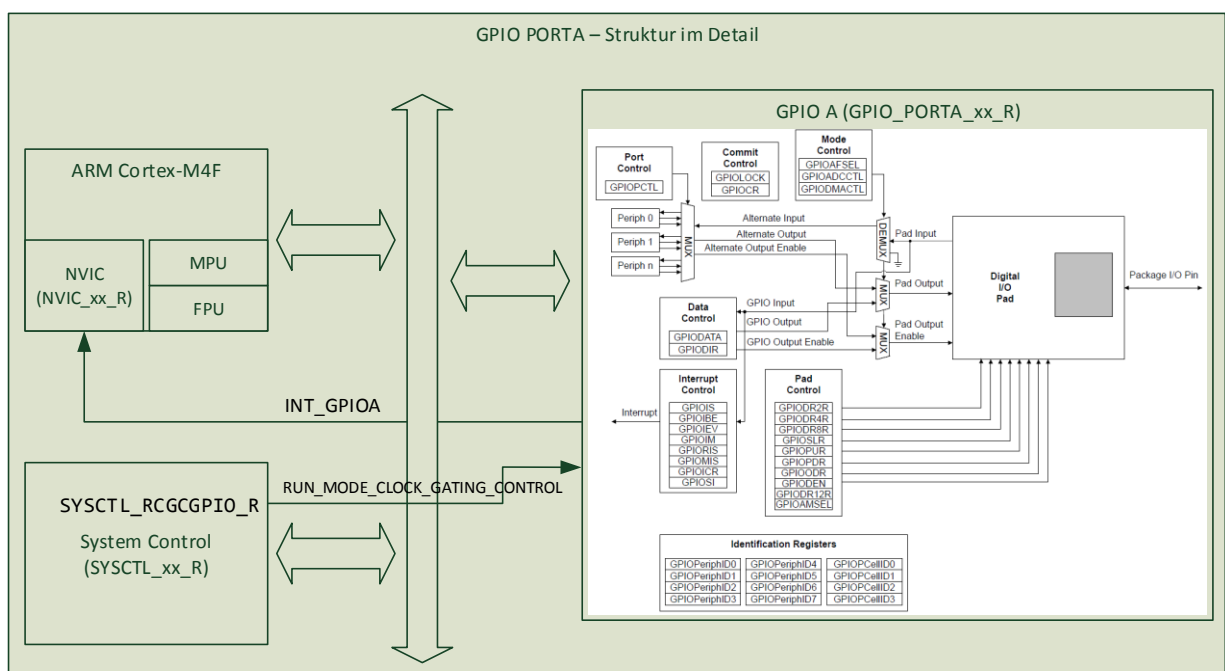 GPIO PORTA – Struktur im Detail
ARM Cortex-M4F
NVIC
(NVIC_xx_R)
MPU
FPU
INT_GPIOA
SYSCTL_RCGCGPIO_R
System Control
(SYSCTL_xx_R)
RUN_MODE_CLOCK_GATING_CONTROL
GPIO A (GPIO_PORTA_xx_R)
Port
Control
GPIOPCTL
Commit
Control
GPIOLOCK
GPIOCR
Mode
Control
GPIOAFSEL
GPIOADCCTL
GPIODMACTL
Periph 0
Periph 1
Periph n
MUX
Alternate Input
Alternate Output
Alternate Output Enable
DEMUX
Pad Input
MUX
Pad Output
MUX
Pad Output
Enable
Digital
I/O
Pad
Package I/O Pin
Data
Control
GPIODATA
GPIODIR
GPIO Input
GPIO Output
GPIO Output Enable
Interrupt
Interrupt
Control
GPIOIS
GPIOIBE
GPIOIEV
GPIOIM
GPIORIS
GPIOMIS
GPIOICR
GPIOSI
Pad
Control
GPIODR2R
GPIODR4R
GPIODR8R
GPIOSLR
GPIOPUR
GPIOPDR
GPIOODR
GPIODEN
GPIODR12R
GPIOAMSEL
Identification Registers
GPIOPeriphID0 GPIOPeriphID4 GPIOPCellID0
GPIOPeriphID1 GPIOPeriphID5 GPIOPCellID1
GPIOPeriphID2 GPIOPeriphID6 GPIOPCellID2
GPIOPeriphID3 GPIOPeriphID7 GPIOPCellID3